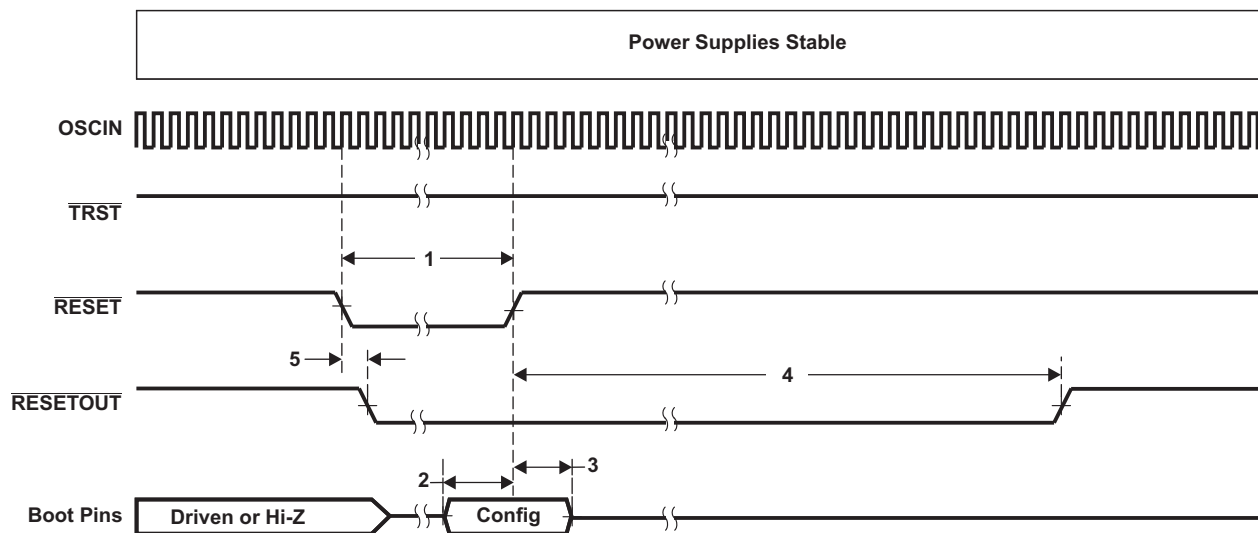 Power Supplies Stable
OSCIN
TRST
1
RESET
5
4
RESETOUT
2
3
Boot Pins
Driven or Hi-Z
Config